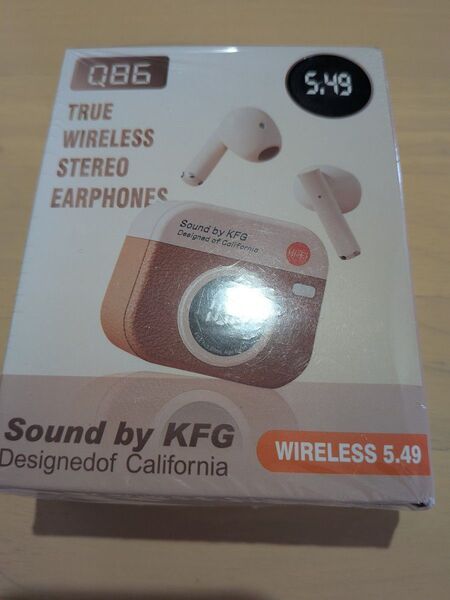 Q86
5.49
TRUE
WIRELESS
STEREO
EARPHONES
Sound by KFG
Designed of California
Sound by KFG
Designedof California
WIRELESS 5.49